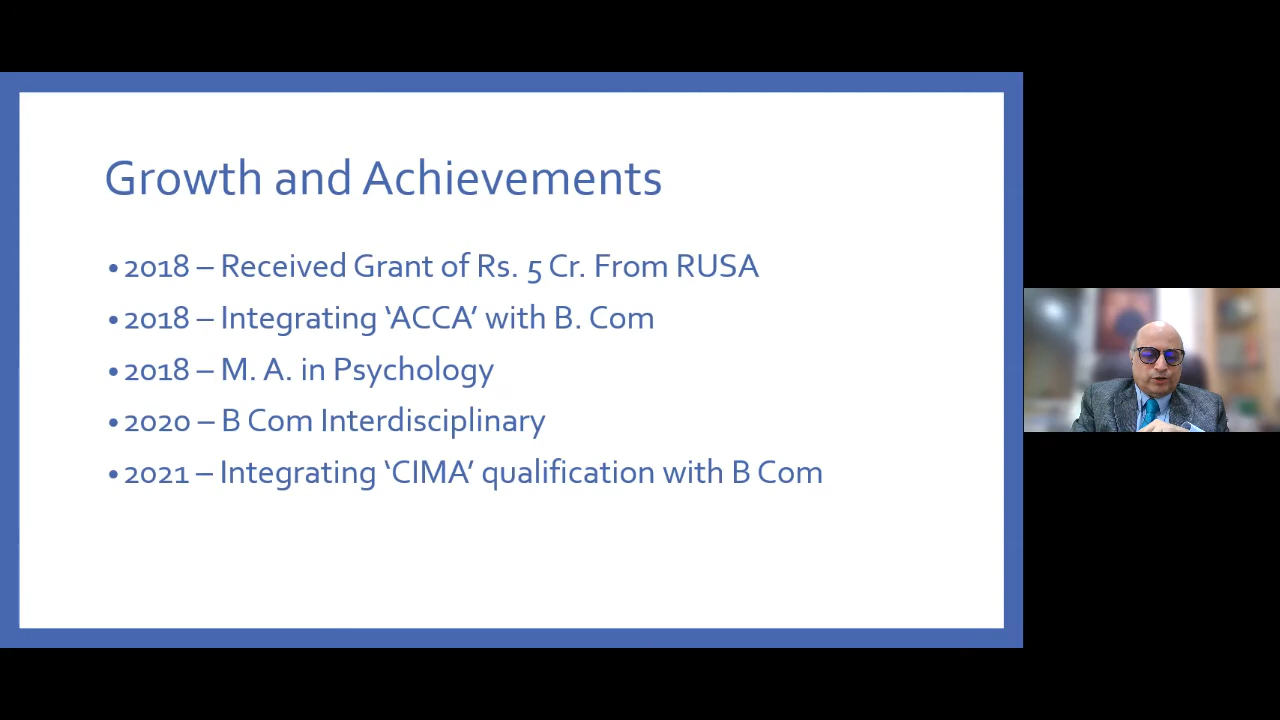 Growth and Achievements
• 2018 – Received Grant of Rs. 5 Cr. From RUSA
• 2018 – Integrating ‘ACCA’ with B. Com
• 2018 – M. A. in Psychology
• 2020 – B Com Interdisciplinary
• 2021 – Integrating ‘CIMA’ qualification with B Com